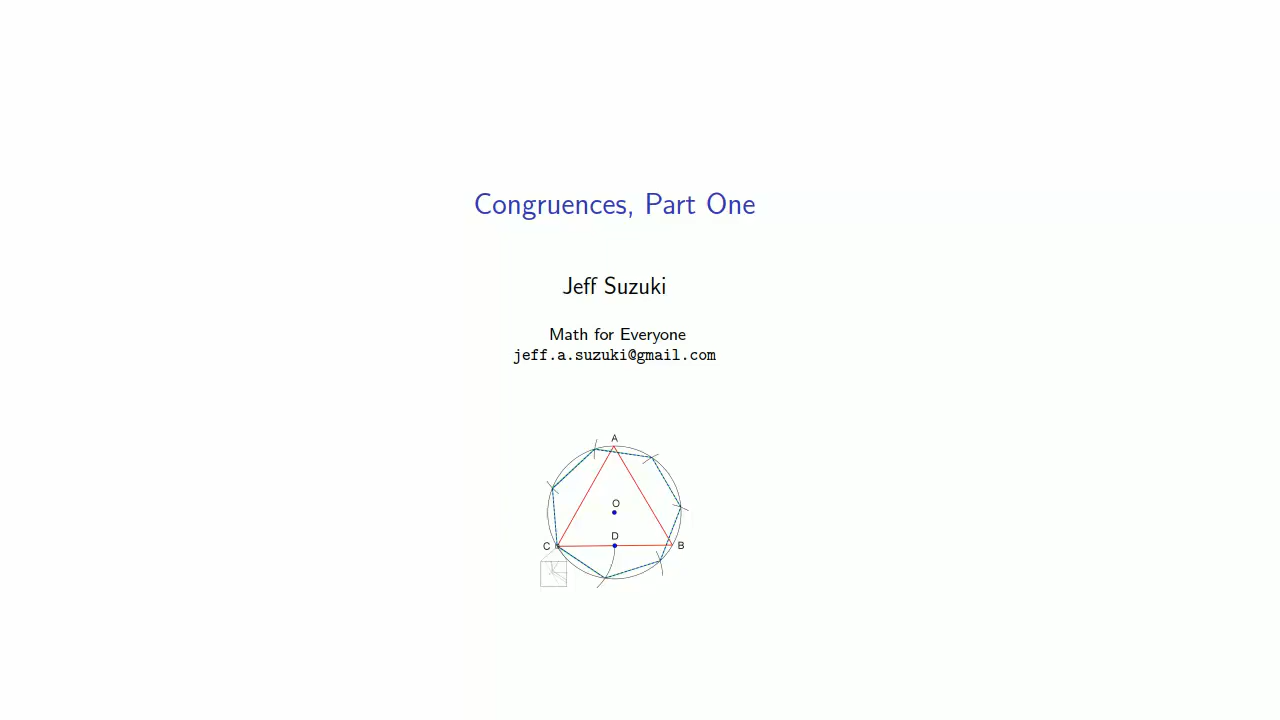 Congruences, Part One
Jeff Suzuki
Math for Everyone
jeff.a.suzuki@gmail.com
A
O
D
C
B